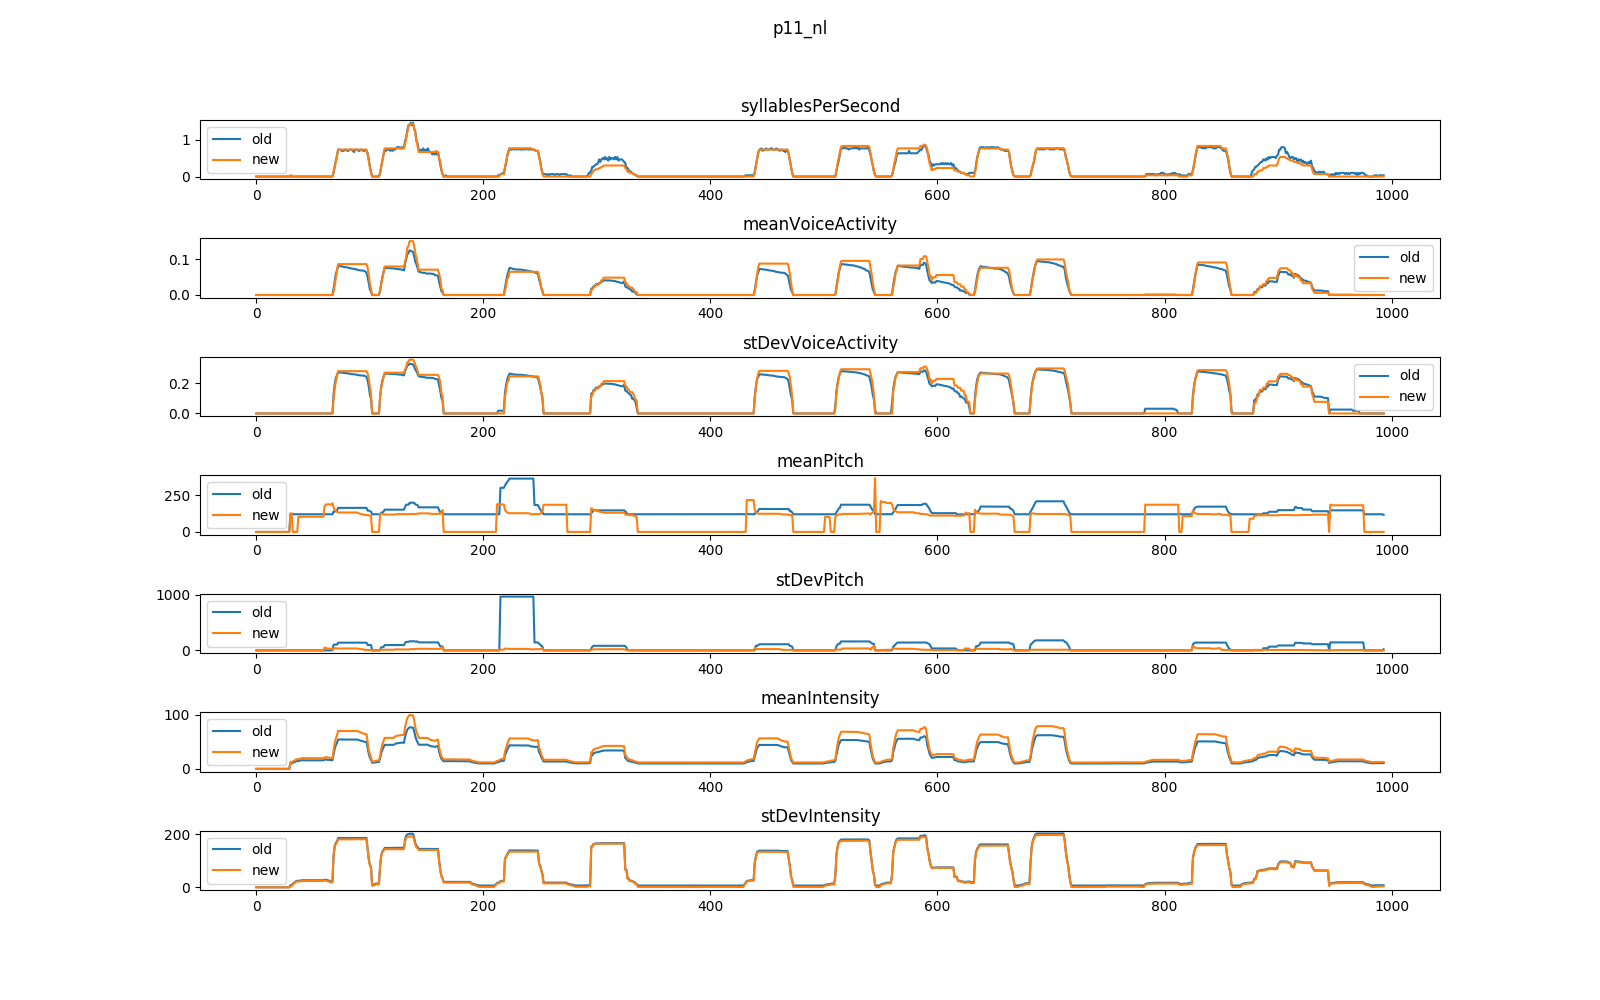 p11_nl
syllablesPerSecond
old
new
1
0
0 200 400 600 800 1000
meanVoiceActivity
old
new
0.1
0.0
0 200 400 600 800 1000
stDevVoiceActivity
old
new
0.2
0.0
0 200 400 600 800 1000
meanPitch
old
new
250
0
0 200 400 600 800 1000
stDevPitch
old
new
1000
0
0 200 400 600 800 1000
meanIntensity
old
new
100
0
0 200 400 600 800 1000
stDevIntensity
old
new
200
0
0 200 400 600 800 1000